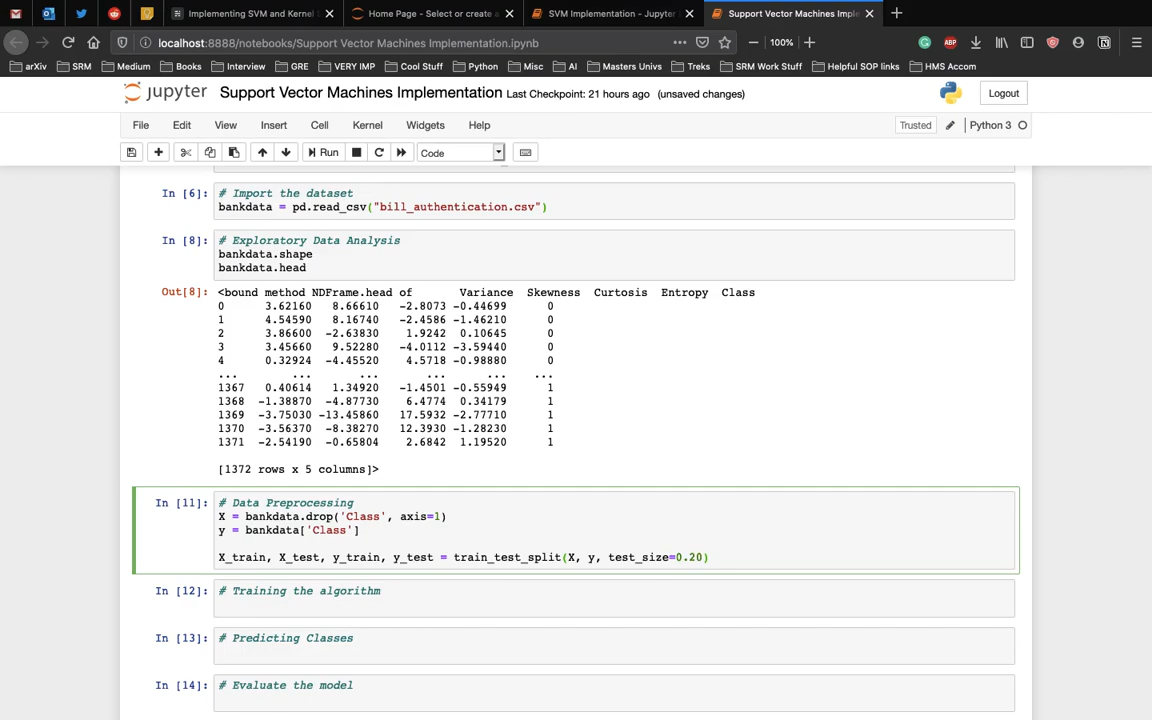 Implementing SVM and Kernel
Home Page - Select or create a
SVM Implementation - Jupyter
Support Vector Machines Imple
localhost:8888/notebooks/Support Vector Machines Implementation.ipynb
100%
arXiv SRM Medium Books Interview GRE VERY IMP Cool Stuff Python Misc AI Masters Univs Treks SRM Work Stuff Helpful SOP links HMS Accom
jupyter Support Vector Machines Implementation Last Checkpoint: 21 hours ago (unsaved changes) Logout
File Edit View Insert Cell Kernel Widgets Help Trusted Python 3
Run Code
In [6]: # Import the dataset
bankdata = pd.read_csv("bill_authentication.csv")
In [8]: # Exploratory Data Analysis
bankdata.shape
bankdata.head
Out[8]: <bound method NDFrame.head of Variance Skewness Curtosis Entropy Class
0 3.62160 8.66610 -2.8073 -0.44699 0
1 4.54590 8.16740 -2.4586 -1.46210 0
2 3.86600 -2.63830 1.9242 0.10645 0
3 3.45660 9.52280 -4.0112 -3.59440 0
4 0.32924 -4.45520 4.5718 -0.98880 0
... ... ... ... ... ...
1367 0.40614 1.34920 -1.4501 -0.55949 1
1368 -1.38870 -4.87730 6.4774 0.34179 1
1369 -3.75030 -13.45860 17.5932 -2.77710 1
1370 -3.56370 -8.38270 12.3930 -1.28230 1
1371 -2.54190 -0.65804 2.6842 1.19520 1
[1372 rows x 5 columns]>
In [11]: # Data Preprocessing
X = bankdata.drop('Class', axis=1)
y = bankdata['Class']
X_train, X_test, y_train, y_test = train_test_split(X, y, test_size=0.20)
In [12]: # Training the algorithm
In [13]: # Predicting Classes
In [14]: # Evaluate the model